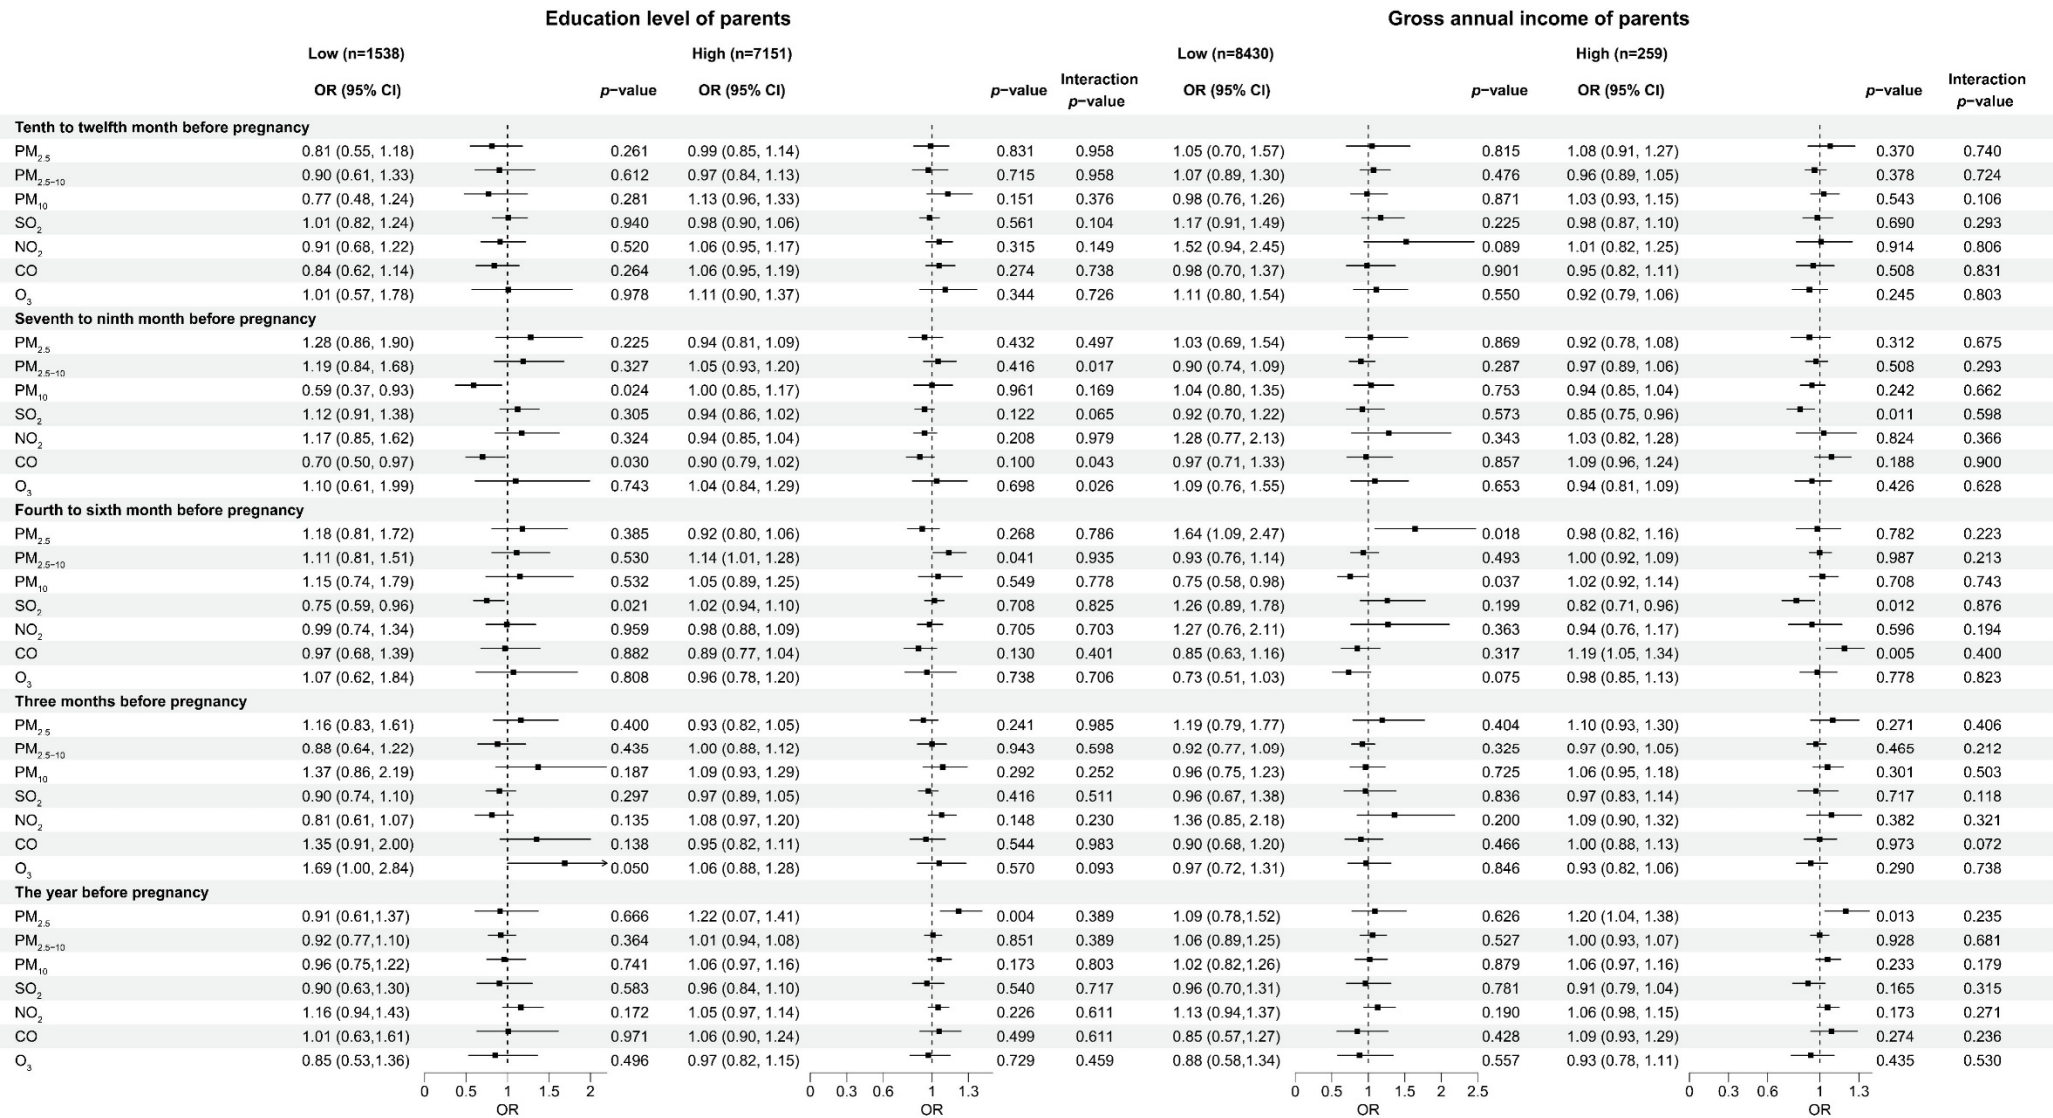 Education level of parents Gross annual income of parents
Low (n=1538) High (n=7151) Low (n=8430) High (n=259)
OR (95% CI) p−value OR (95% CI) p−value Interaction p−value OR (95% CI) p−value OR (95% CI) p−value Interaction p−value
Tenth to twelfth month before pregnancy
PM2.5 0.81 (0.55, 1.18) 0.261 0.99 (0.85, 1.14) 0.831 0.958 1.05 (0.70, 1.57) 0.815 1.08 (0.91, 1.27) 0.370 0.740
PM2.5−10 0.90 (0.61, 1.33) 0.612 0.97 (0.84, 1.13) 0.715 0.958 1.07 (0.89, 1.30) 0.476 0.96 (0.89, 1.05) 0.378 0.724
PM10 0.77 (0.48, 1.24) 0.281 1.13 (0.96, 1.33) 0.151 0.376 0.98 (0.76, 1.26) 0.871 1.03 (0.93, 1.15) 0.543 0.106
SO2 1.01 (0.82, 1.24) 0.940 0.98 (0.90, 1.06) 0.561 0.104 1.17 (0.91, 1.49) 0.225 0.98 (0.87, 1.10) 0.690 0.293
NO2 0.91 (0.68, 1.22) 0.520 1.06 (0.95, 1.17) 0.315 0.149 1.52 (0.94, 2.45) 0.089 1.01 (0.82, 1.25) 0.914 0.806
CO 0.84 (0.62, 1.14) 0.264 1.06 (0.95, 1.19) 0.274 0.738 0.98 (0.70, 1.37) 0.901 0.95 (0.82, 1.11) 0.508 0.831
O3 1.01 (0.57, 1.78) 0.978 1.11 (0.90, 1.37) 0.344 0.726 1.11 (0.80, 1.54) 0.550 0.92 (0.79, 1.06) 0.245 0.803
Seventh to ninth month before pregnancy
PM2.5 1.28 (0.86, 1.90) 0.225 0.94 (0.81, 1.09) 0.432 0.497 1.03 (0.69, 1.54) 0.869 0.92 (0.78, 1.08) 0.312 0.675
PM2.5−10 1.19 (0.84, 1.68) 0.327 1.05 (0.93, 1.20) 0.416 0.017 0.90 (0.74, 1.09) 0.287 0.97 (0.89, 1.06) 0.508 0.293
PM10 0.59 (0.37, 0.93) 0.024 1.00 (0.85, 1.17) 0.961 0.169 1.04 (0.80, 1.35) 0.753 0.94 (0.85, 1.04) 0.242 0.662
SO2 1.12 (0.91, 1.38) 0.305 0.94 (0.86, 1.02) 0.122 0.065 0.92 (0.70, 1.22) 0.573 0.85 (0.75, 0.96) 0.011 0.598
NO2 1.17 (0.85, 1.62) 0.324 0.94 (0.85, 1.04) 0.208 0.979 1.28 (0.77, 2.13) 0.343 1.03 (0.82, 1.28) 0.824 0.366
CO 0.70 (0.50, 0.97) 0.030 0.90 (0.79, 1.02) 0.100 0.043 0.97 (0.71, 1.33) 0.857 1.09 (0.96, 1.24) 0.188 0.900
O3 1.10 (0.61, 1.99) 0.743 1.04 (0.84, 1.29) 0.698 0.026 1.09 (0.76, 1.55) 0.653 0.94 (0.81, 1.09) 0.426 0.628
Fourth to sixth month before pregnancy
PM2.5 1.18 (0.81, 1.72) 0.385 0.92 (0.80, 1.06) 0.268 0.786 1.64 (1.09, 2.47) 0.018 0.98 (0.82, 1.16) 0.782 0.223
PM2.5−10 1.11 (0.81, 1.51) 0.530 1.14 (1.01, 1.28) 0.041 0.935 0.93 (0.76, 1.14) 0.493 1.00 (0.92, 1.09) 0.987 0.213
PM10 1.15 (0.74, 1.79) 0.532 1.05 (0.89, 1.25) 0.549 0.778 0.75 (0.58, 0.98) 0.037 1.02 (0.92, 1.14) 0.708 0.743
SO2 0.75 (0.59, 0.96) 0.021 1.02 (0.94, 1.10) 0.708 0.825 1.26 (0.89, 1.78) 0.199 0.82 (0.71, 0.96) 0.012 0.876
NO2 0.99 (0.74, 1.34) 0.959 0.98 (0.88, 1.09) 0.705 0.703 1.27 (0.76, 2.11) 0.363 0.94 (0.76, 1.17) 0.596 0.194
CO 0.97 (0.68, 1.39) 0.882 0.89 (0.77, 1.04) 0.130 0.401 0.85 (0.63, 1.16) 0.317 1.19 (1.05, 1.34) 0.005 0.400
O3 1.07 (0.62, 1.84) 0.808 0.96 (0.78, 1.20) 0.738 0.706 0.73 (0.51, 1.03) 0.075 0.98 (0.85, 1.13) 0.778 0.823
Three months before pregnancy
PM2.5 1.16 (0.83, 1.61) 0.400 0.93 (0.82, 1.05) 0.241 0.985 1.19 (0.79, 1.77) 0.404 1.10 (0.93, 1.30) 0.271 0.406
PM2.5−10 0.88 (0.64, 1.22) 0.435 1.00 (0.88, 1.12) 0.943 0.598 0.92 (0.77, 1.09) 0.325 0.97 (0.90, 1.05) 0.465 0.212
PM10 1.37 (0.86, 2.19) 0.187 1.09 (0.93, 1.29) 0.292 0.252 0.96 (0.75, 1.23) 0.725 1.06 (0.95, 1.18) 0.301 0.503
SO2 0.90 (0.74, 1.10) 0.297 0.97 (0.89, 1.05) 0.416 0.511 0.96 (0.67, 1.38) 0.836 0.97 (0.83, 1.14) 0.717 0.118
NO2 0.81 (0.61, 1.07) 0.135 1.08 (0.97, 1.20) 0.148 0.230 1.36 (0.85, 2.18) 0.200 1.09 (0.90, 1.32) 0.382 0.321
CO 1.35 (0.91, 2.00) 0.138 0.95 (0.82, 1.11) 0.544 0.983 0.90 (0.68, 1.20) 0.466 1.00 (0.88, 1.13) 0.973 0.072
O3 1.69 (1.00, 2.84) 0.050 1.06 (0.88, 1.28) 0.570 0.093 0.97 (0.72, 1.31) 0.846 0.93 (0.82, 1.06) 0.290 0.738
The year before pregnancy
PM2.5 0.91 (0.61,1.37) 0.666 1.22 (0.07, 1.41) 0.004 0.389 1.09 (0.78,1.52) 0.626 1.20 (1.04, 1.38) 0.013 0.235
PM2.5−10 0.92 (0.77,1.10) 0.364 1.01 (0.94, 1.08) 0.851 0.389 1.06 (0.89,1.25) 0.527 1.00 (0.93, 1.07) 0.928 0.681
PM10 0.96 (0.75,1.22) 0.741 1.06 (0.97, 1.16) 0.173 0.803 1.02 (0.82,1.26) 0.879 1.06 (0.97, 1.16) 0.233 0.179
SO2 0.90 (0.63,1.30) 0.583 0.96 (0.84, 1.10) 0.540 0.717 0.96 (0.70,1.31) 0.781 0.91 (0.79, 1.04) 0.165 0.315
NO2 1.16 (0.94,1.43) 0.172 1.05 (0.97, 1.14) 0.226 0.611 1.13 (0.94,1.37) 0.190 1.06 (0.98, 1.15) 0.173 0.271
CO 1.01 (0.63,1.61) 0.971 1.06 (0.90, 1.24) 0.499 0.611 0.85 (0.57,1.27) 0.428 1.09 (0.93, 1.29) 0.274 0.236
O3 0.85 (0.53,1.36) 0.496 0.97 (0.82, 1.15) 0.729 0.459 0.88 (0.58,1.34) 0.557 0.93 (0.78, 1.11) 0.435 0.530
0 0.5 1 1.5 2 0 0.3 0.6 1 1.3 0 0.5 1 1.5 2 2.5 0 0.3 0.6 1 1.3
OR OR OR OR